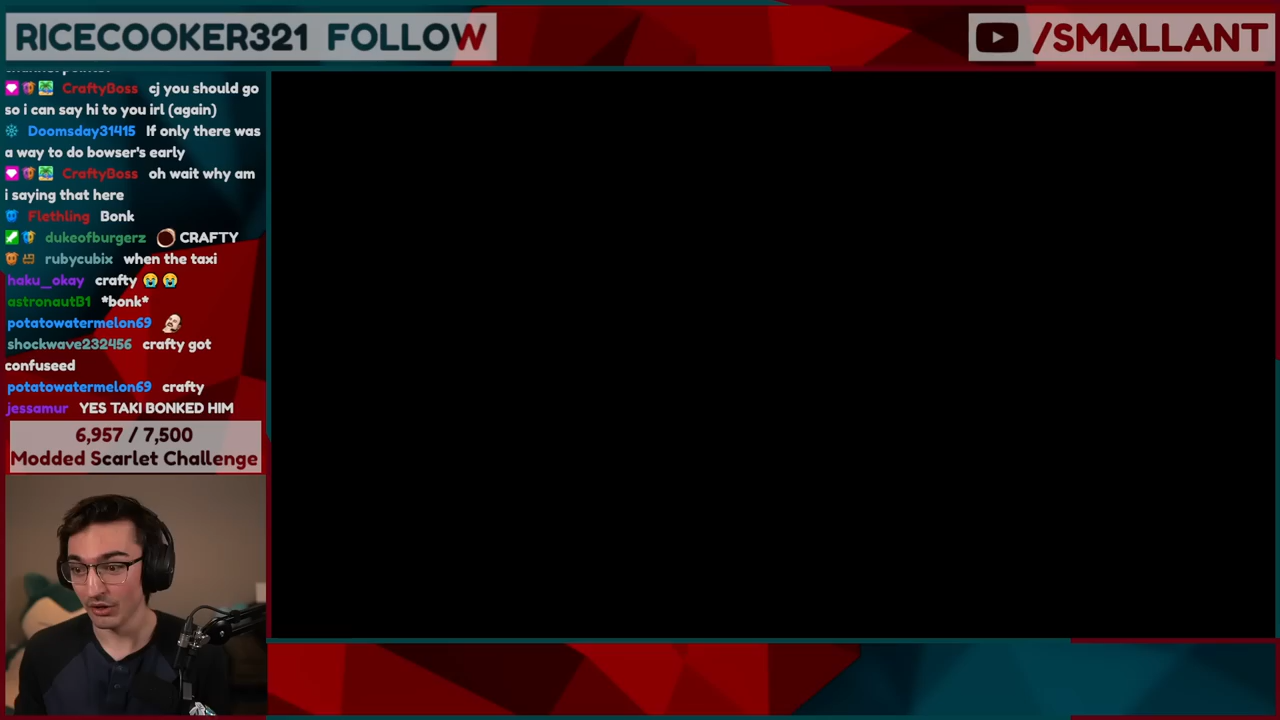 RICECOOKER321 FOLLOW
/SMALLANT
CraftyBoss cj you should go
so i can say hi to you irl (again)
Doomsday31415 If only there was
a way to do bowser's early
CraftyBoss oh wait why am
i saying that here
Flethling Bonk
dukeofburgerz CRAFTY
rubycubix when the taxi
haku__okay crafty 😭 😭
astronautB1 *bonk*
potatowatermelon69
shockwave232456 crafty got
confuseed
potatowatermelon69 crafty
jessamur YES TAKI BONKED HIM
6,957 / 7,500
Modded Scarlet Challenge